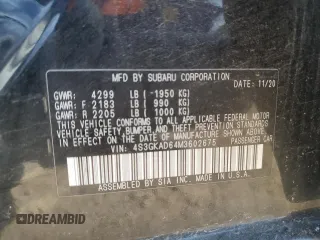 MFD BY SUBARU CORPORATION 11/20
GVWR: 4299 LB ( 1950 KG)
GAWR: F 2183 LB ( 990 KG)
GAWR: R 2205 LB ( 1000 KG)
THIS VEHICLE CONFORMS TO ALL APPLICABLE FEDERAL MOTOR
VEHICLE SAFETY, BUMPER, AND THEFT PREVENTION STANDARDS
IN EFFECT ON THE DATE OF MANUFACTURE SHOWN ABOVE.
VIN: 4S3GKAD64M3602675 PASSENGER CAR
ASSEMBLED BY SIA INC. MADE IN U.S.A.
DREAMBID